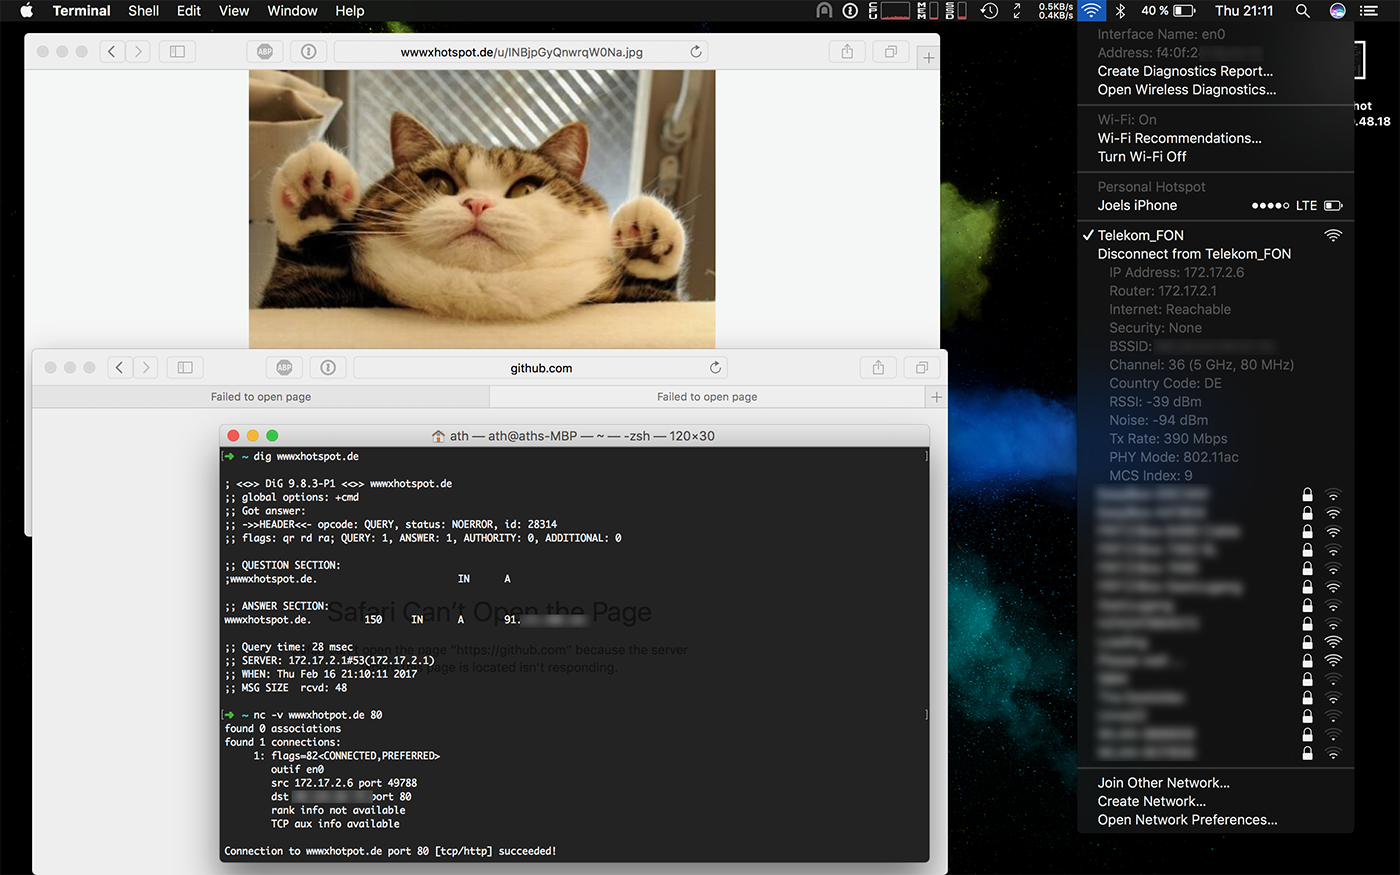 Terminal Shell Edit View Window Help
CPU MEM SSD 0.5KB/s 0.4KB/s 40 % Thu 21:11
wwwxhotspot.de/u/INBjpGyQnwrqW0Na.jpg
ABP
github.com
ABP
Failed to open page Failed to open page
ath — ath@aths-MBP — ~ — -zsh — 120×30
[➜ ~ dig wwwxhotspot.de ]
; <<>> DiG 9.8.3-P1 <<>> wwwxhotspot.de
;; global options: +cmd
;; Got answer:
;; ->>HEADER<<- opcode: QUERY, status: NOERROR, id: 28314
;; flags: qr rd ra; QUERY: 1, ANSWER: 1, AUTHORITY: 0, ADDITIONAL: 0
;; QUESTION SECTION:
;wwwxhotspot.de. IN A
;; ANSWER SECTION:
wwwxhotspot.de. 150 IN A 91.
;; Query time: 28 msec
;; SERVER: 172.17.2.1#53(172.17.2.1)
;; WHEN: Thu Feb 16 21:10:11 2017
;; MSG SIZE rcvd: 48
[➜ ~ nc -v wwwxhotpot.de 80 ]
found 0 associations
found 1 connections:
1: flags=82<CONNECTED,PREFERRED>
outif en0
src 172.17.2.6 port 49788
dst port 80
rank info not available
TCP aux info available
Connection to wwwxhotpot.de port 80 [tcp/http] succeeded!
Safari Can't Open the Page
open the page "https://github.com" because the server
page is located isn't responding.
Interface Name: en0
Address: f4:0f:2
Create Diagnostics Report...
Open Wireless Diagnostics...
Wi-Fi: On
Wi-Fi Recommendations...
Turn Wi-Fi Off
Personal Hotspot
Joels iPhone LTE
Telekom_FON
Disconnect from Telekom_FON
IP Address: 172.17.2.6
Router: 172.17.2.1
Internet: Reachable
Security: None
BSSID:
Channel: 36 (5 GHz, 80 MHz)
Country Code: DE
RSSI: -39 dBm
Noise: -94 dBm
Tx Rate: 390 Mbps
PHY Mode: 802.11ac
MCS Index: 9
Join Other Network...
Create Network...
Open Network Preferences...
hot
.48.18